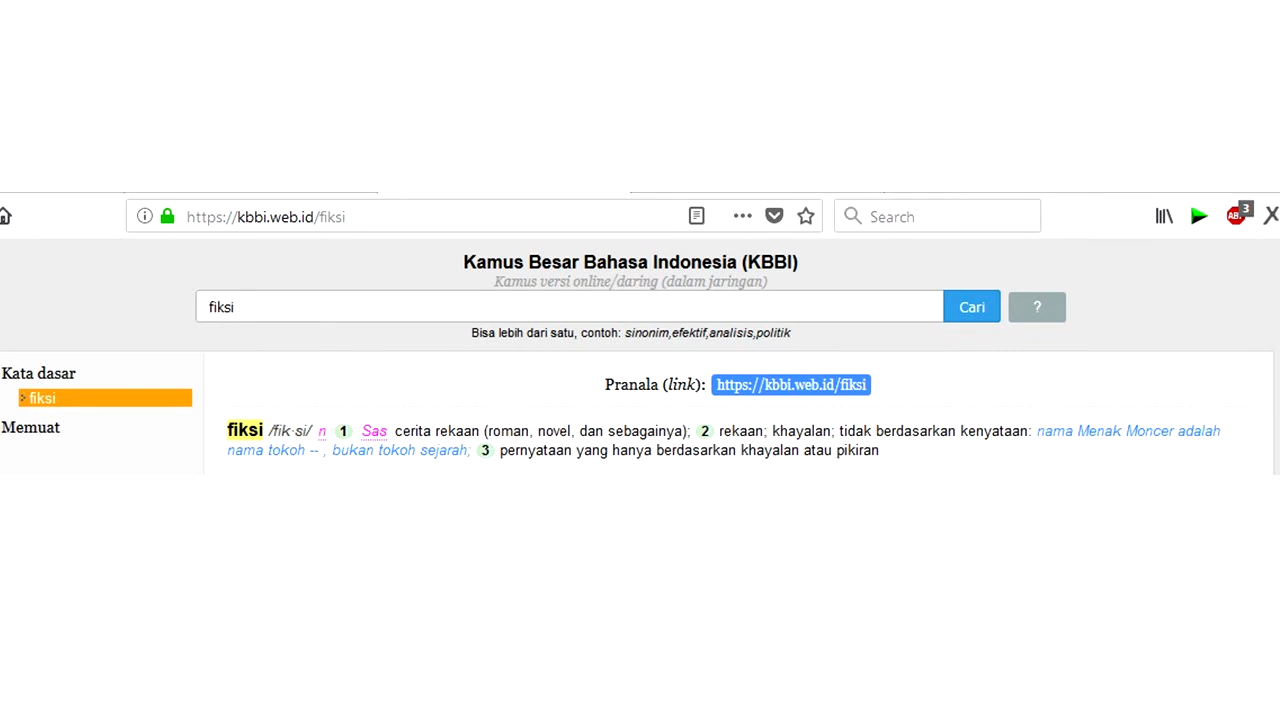 https://kbbi.web.id/fiksi
Search
3
ABP
Kamus Besar Bahasa Indonesia (KBBI)
Kamus versi online/daring (dalam jaringan)
fiksi
Cari
?
Bisa lebih dari satu, contoh: sinonim,efektif,analisis,politik
Kata dasar
fiksi
Memuat
Pranala (link): https://kbbi.web.id/fiksi
fiksi /fik·si/ n 1 Sas cerita rekaan (roman, novel, dan sebagainya); 2 rekaan; khayalan; tidak berdasarkan kenyataan: nama Menak Moncer adalah
nama tokoh -- , bukan tokoh sejarah; 3 pernyataan yang hanya berdasarkan khayalan atau pikiran